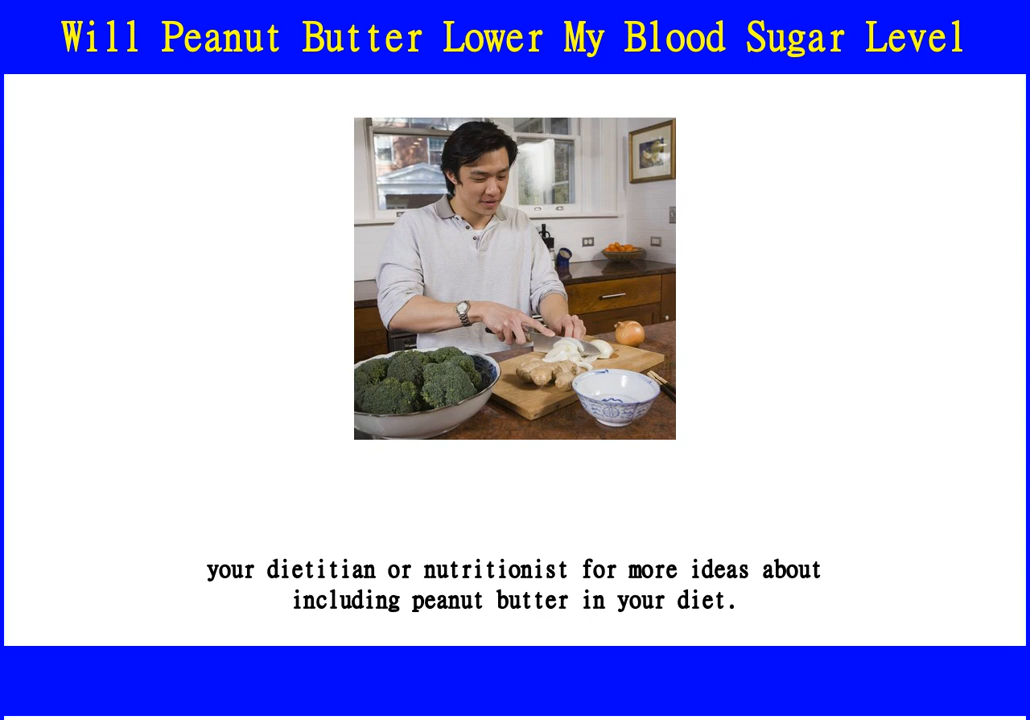 Will Peanut Butter Lower My Blood Sugar Level
your dietitian or nutritionist for more ideas about
including peanut butter in your diet.